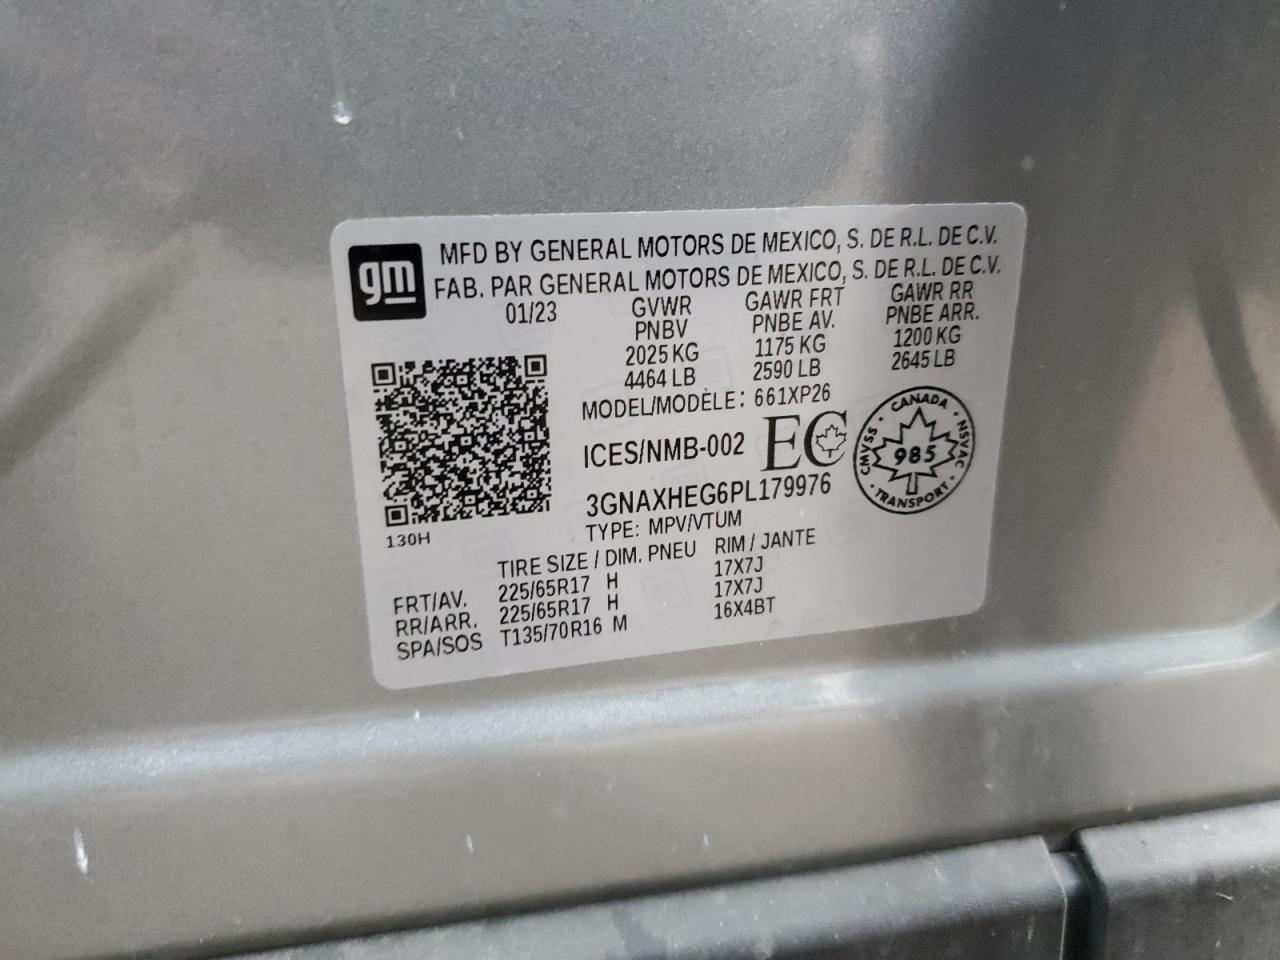 gm
MFD BY GENERAL MOTORS DE MEXICO, S. DE R.L. DE C.V.
FAB. PAR GENERAL MOTORS DE MEXICO, S. DE R.L. DE C.V.
01/23
GVWR
PNBV
2025 KG
4464 LB
GAWR FRT
PNBE AV.
1175 KG
2590 LB
GAWR RR
PNBE ARR.
1200 KG
2645 LB
MODEL/MODÈLE: 661XP26
ICES/NMB-002
EC
CANADA
CMVSS
985
NSVAC
TRANSPORT
3GNAXHEG6PL179976
TYPE: MPV/VTUM
130H
TIRE SIZE / DIM. PNEU RIM / JANTE
FRT/AV. 225/65R17 H 17X7J
RR/ARR. 225/65R17 H 17X7J
SPA/SOS T135/70R16 M 16X4BT